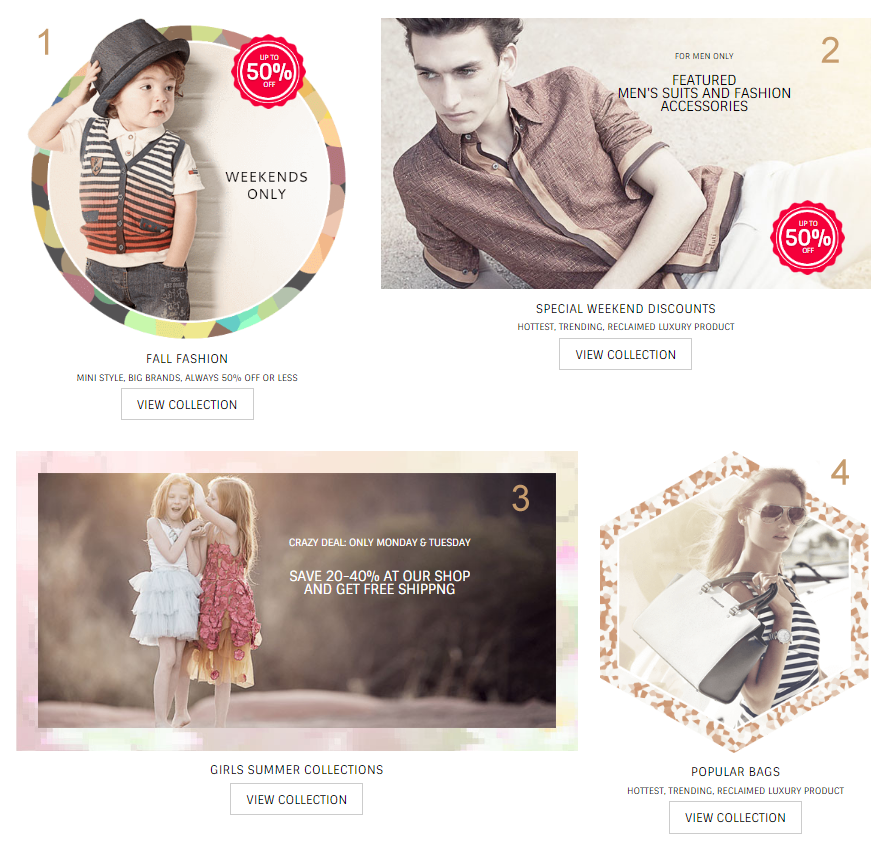 1
UP TO
50%
OFF
WEEKENDS
ONLY
FALL FASHION
MINI STYLE, BIG BRANDS, ALWAYS 50% OFF OR LESS
VIEW COLLECTION
2
FOR MEN ONLY
FEATURED
MEN'S SUITS AND FASHION
ACCESSORIES
UP TO
50%
OFF
SPECIAL WEEKEND DISCOUNTS
HOTTEST, TRENDING, RECLAIMED LUXURY PRODUCT
VIEW COLLECTION
3
CRAZY DEAL: ONLY MONDAY & TUESDAY
SAVE 20-40% AT OUR SHOP
AND GET FREE SHIPPNG
GIRLS SUMMER COLLECTIONS
VIEW COLLECTION
4
POPULAR BAGS
HOTTEST, TRENDING, RECLAIMED LUXURY PRODUCT
VIEW COLLECTION